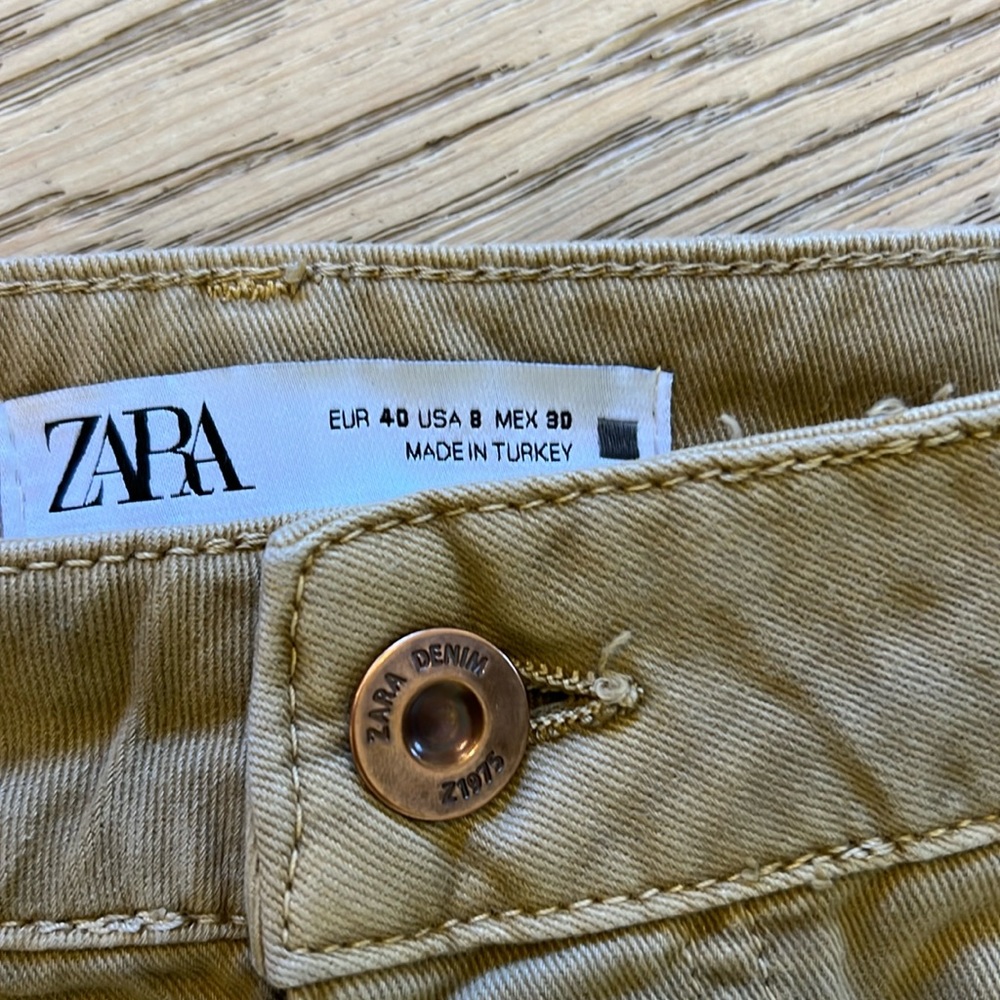 ZARA
EUR 40 USA 8 MEX 30
MADE IN TURKEY
ZARA DENIM
Z1975